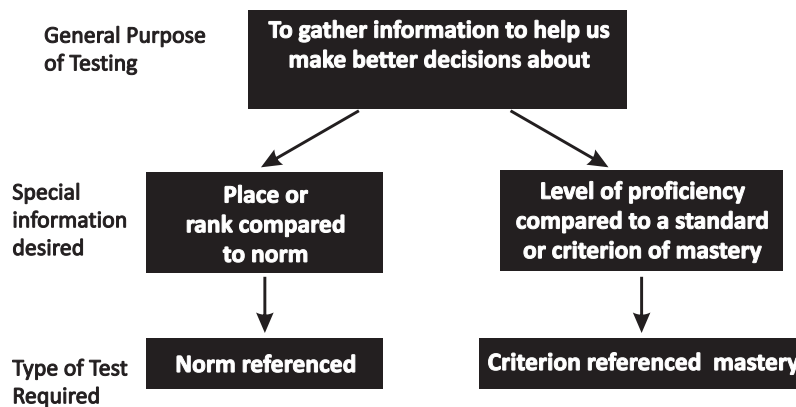 General Purpose
of Testing
To gather information to help us
make better decisions about
Special
information
desired
Place or
rank compared
to norm
Level of proficiency
compared to a standard
or criterion of mastery
Type of Test
Required
Norm referenced
Criterion referenced mastery